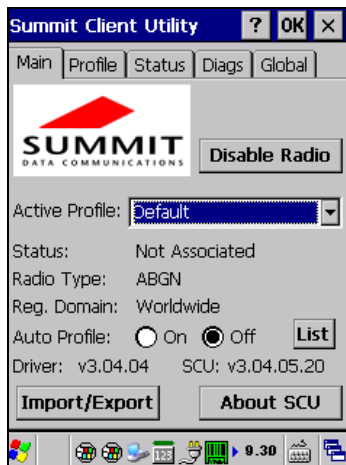 Summit Client Utility ? OK ×
Main Profile Status Diags Global
SUMMIT
DATA COMMUNICATIONS
Disable Radio
Active Profile: Default
Status: Not Associated
Radio Type: ABGN
Reg. Domain: Worldwide
Auto Profile: On Off List
Driver: v3.04.04 SCU: v3.04.05.20
Import/Export About SCU
123 9.30